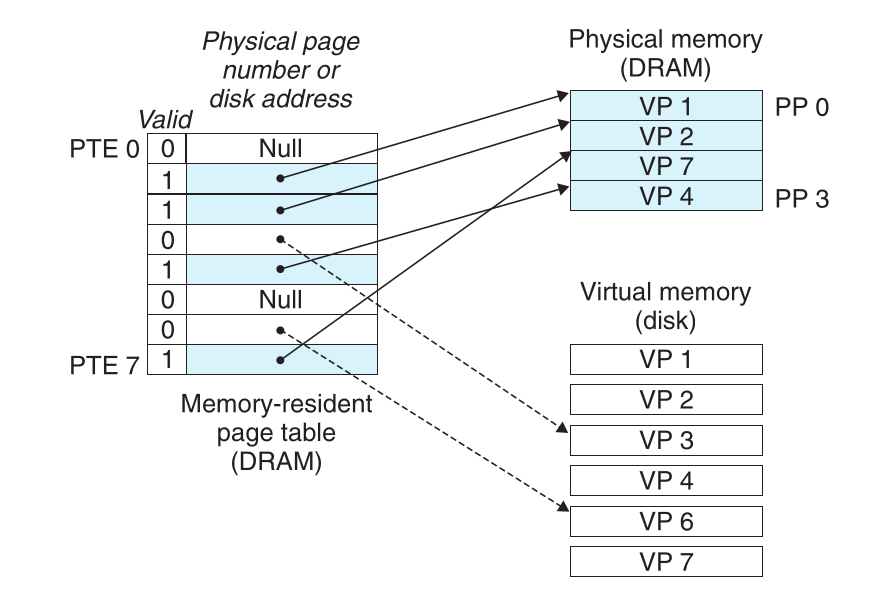 Physical page
number or
disk address
Valid
PTE 0
0
Null
1
1
0
1
0
Null
0
PTE 7
1
Memory-resident
page table
(DRAM)
Physical memory
(DRAM)
VP 1
PP 0
VP 2
VP 7
VP 4
PP 3
Virtual memory
(disk)
VP 1
VP 2
VP 3
VP 4
VP 6
VP 7